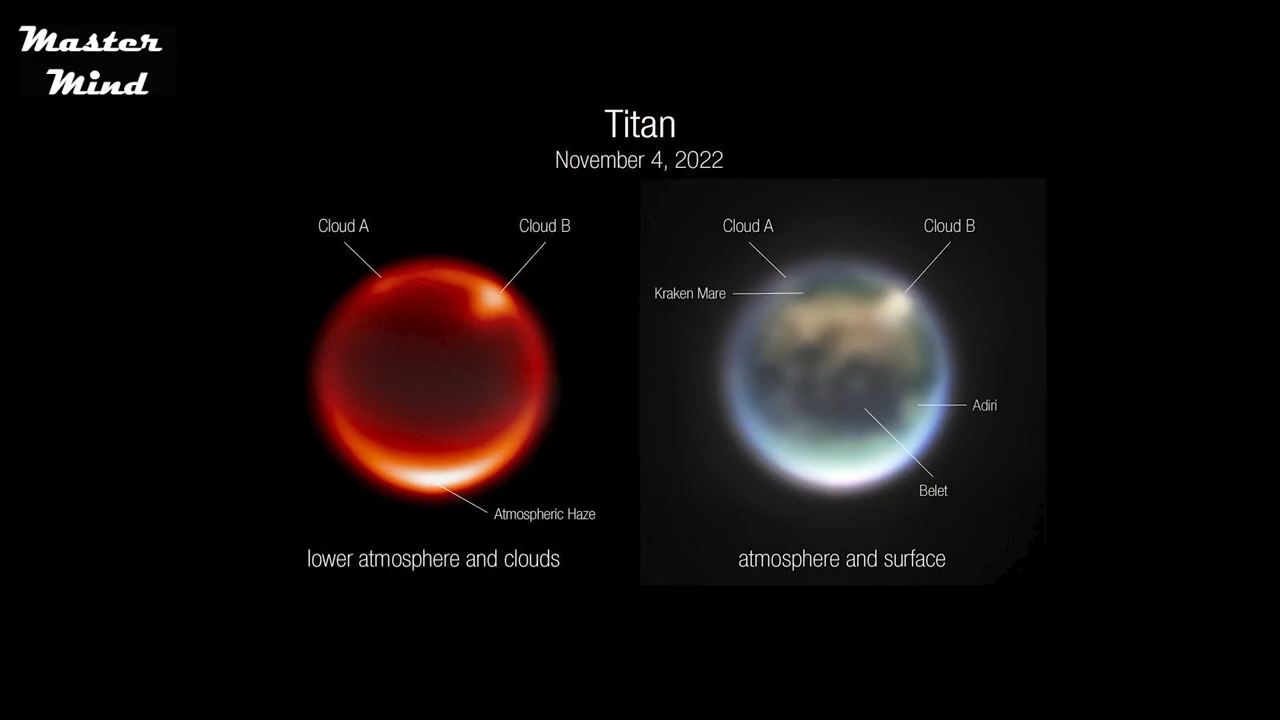 Master
Mind
Titan
November 4, 2022
Cloud A
Cloud B
Atmospheric Haze
lower atmosphere and clouds
Cloud A
Cloud B
Kraken Mare
Adiri
Belet
atmosphere and surface